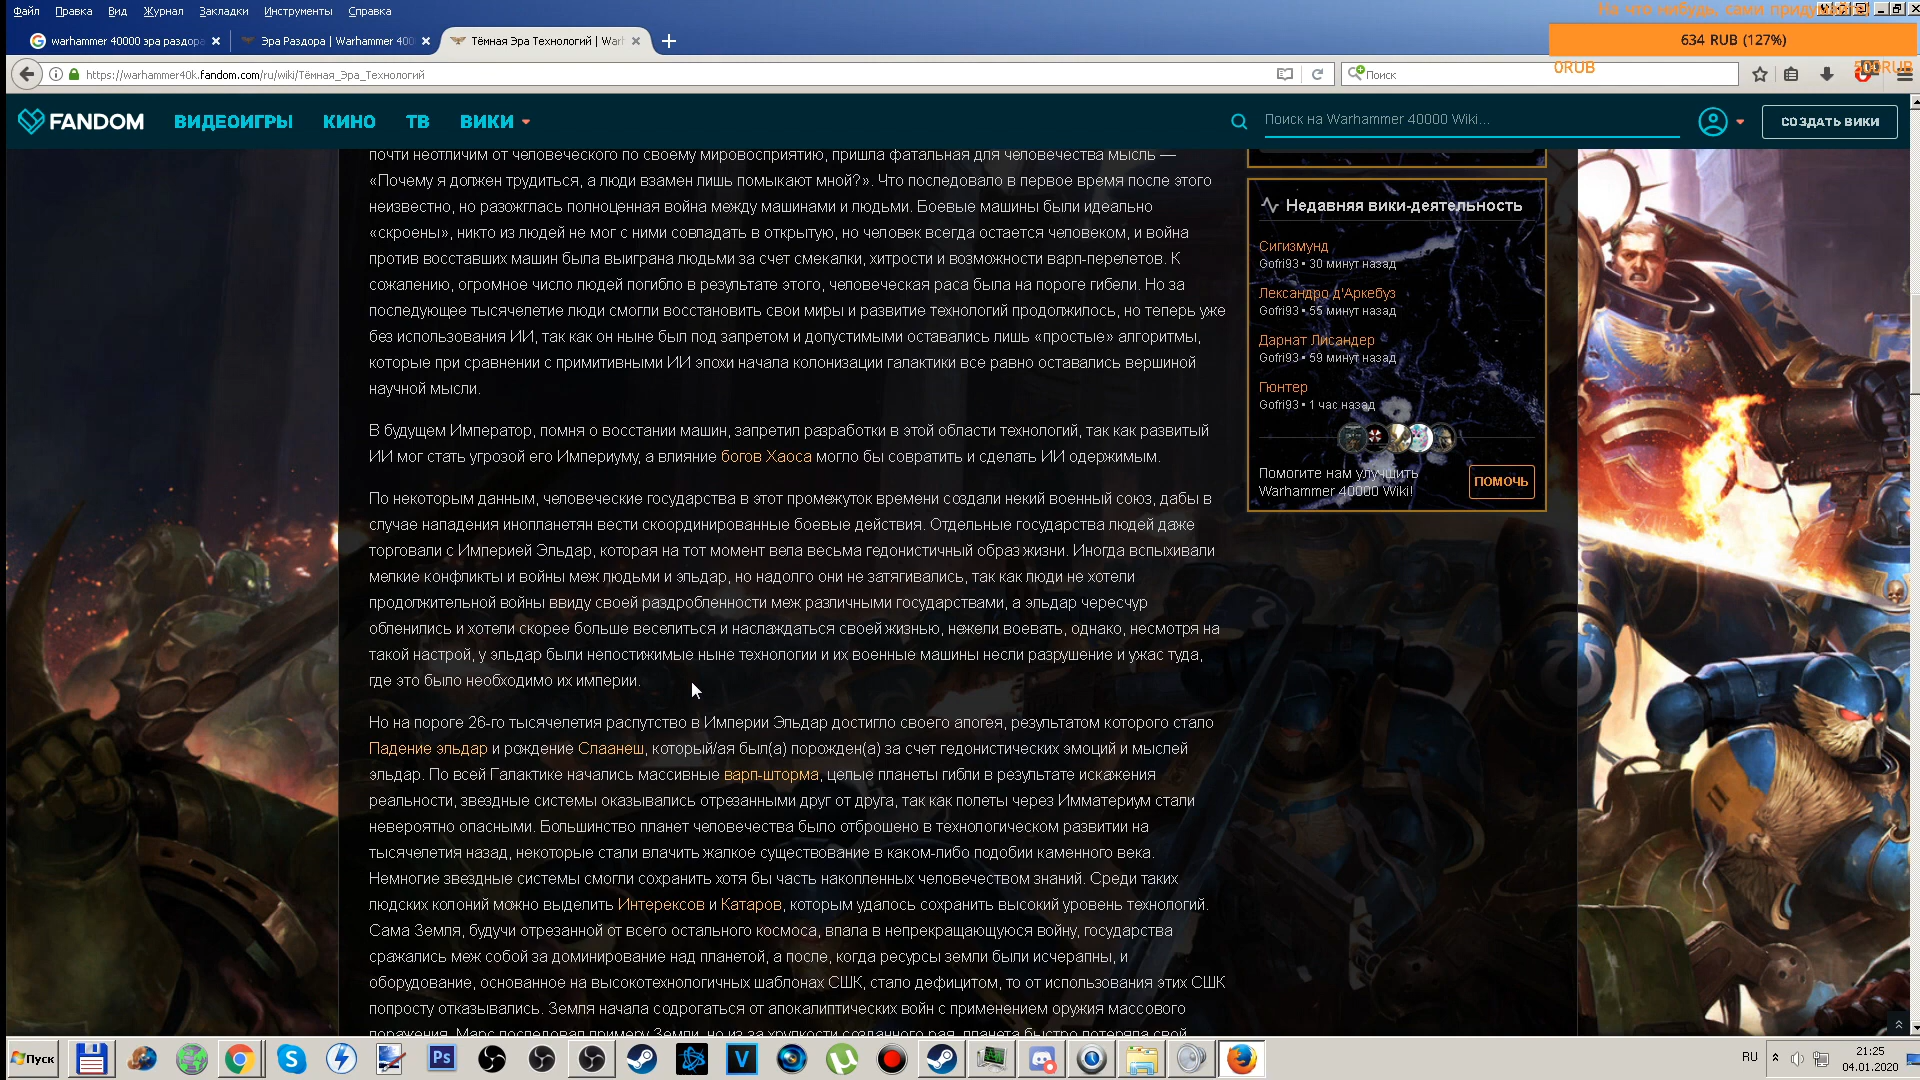 Файл Правка Вид Журнал Закладки Инструменты Справка
warhammer 40000 эра раздора
Эра Раздора | Warhammer 400
Тёмная Эра Технологий | Warh
634 RUB (127%)
0RUB
https://warhammer40k.fandom.com/ru/wiki/Тёмная_Эра_Технологий
Поиск
FANDOM
ВИДЕОИГРЫ КИНО ТВ ВИКИ
Поиск на Warhammer 40000 Wiki...
СОЗДАТЬ ВИКИ
почти неотличим от человеческого по своему мировосприятию, пришла фатальная для человечества мысль —
«Почему я должен трудиться, а люди взамен лишь помыкают мной?». Что последовало в первое время после этого
неизвестно, но разожглась полноценная война между машинами и людьми. Боевые машины были идеально
«скроены», никто из людей не мог с ними совладать в открытую, но человек всегда остается человеком, и война
против восставших машин была выиграна людьми за счет смекалки, хитрости и возможности варп-перелетов. К
сожалению, огромное число людей погибло в результате этого, человеческая раса была на пороге гибели. Но за
последующее тысячелетие люди смогли восстановить свои миры и развитие технологий продолжилось, но теперь уже
без использования ИИ, так как он ныне был под запретом и допустимыми оставались лишь «простые» алгоритмы,
которые при сравнении с примитивными ИИ эпохи начала колонизации галактики все равно оставались вершиной
научной мысли.
В будущем Император, помня о восстании машин, запретил разработки в этой области технологий, так как развитый
ИИ мог стать угрозой его Империуму, а влияние богов Хаоса могло бы совратить и сделать ИИ одержимым.
По некоторым данным, человеческие государства в этот промежуток времени создали некий военный союз, дабы в
случае нападения инопланетян вести скоординированные боевые действия. Отдельные государства людей даже
торговали с Империей Эльдар, которая на тот момент вела весьма гедонистичный образ жизни. Иногда вспыхивали
мелкие конфликты и войны меж людьми и эльдар, но надолго они не затягивались, так как люди не хотели
продолжительной войны ввиду своей раздробленности меж различными государствами, а эльдар чересчур
обленились и хотели скорее больше веселиться и наслаждаться своей жизнью, нежели воевать, однако, несмотря на
такой настрой, у эльдар были непостижимые ныне технологии и их военные машины несли разрушение и ужас туда,
где это было необходимо их империи.
Но на пороге 26-го тысячелетия распутство в Империи Эльдар достигло своего апогея, результатом которого стало
Падение эльдар и рождение Слаанеш, который/ая был(а) порожден(а) за счет гедонистических эмоций и мыслей
эльдар. По всей Галактике начались массивные варп-шторма, целые планеты гибли в результате искажения
реальности, звездные системы оказывались отрезанными друг от друга, так как полеты через Имматериум стали
невероятно опасными. Большинство планет человечества было отброшено в технологическом развитии на
тысячелетия назад, некоторые стали влачить жалкое существование в каком-либо подобии каменного века.
Немногие звездные системы смогли сохранить хотя бы часть накопленных человечеством знаний. Среди таких
людских колоний можно выделить Интерексов и Катаров, которым удалось сохранить высокий уровень технологий.
Сама Земля, будучи отрезанной от всего остального космоса, впала в непрекращающуюся войну, государства
сражались меж собой за доминирование над планетой, а после, когда ресурсы земли были исчерапны, и
оборудование, основанное на высокотехнологичных шаблонах СШК, стало дефицитом, то от использования этих СШК
попросту отказывались. Земля начала содрогаться от апокалиптических войн с применением оружия массового
поражения. Марс последовал примеру Земли, но из за хрупкости созданного рая, планета быстро потеряла свой
Недавняя вики-деятельность
Сигизмунд
Gofri93 • 30 минут назад
Лександро д'Аркебуз
Gofri93 • 55 минут назад
Дарнат Лисандер
Gofri93 • 59 минут назад
Гюнтер
Gofri93 • 1 час назад
Помогите нам улучшить
Warhammer 40000 Wiki!
ПОМОЧЬ
Пуск
Ps
RU
21:25
04.01.2020